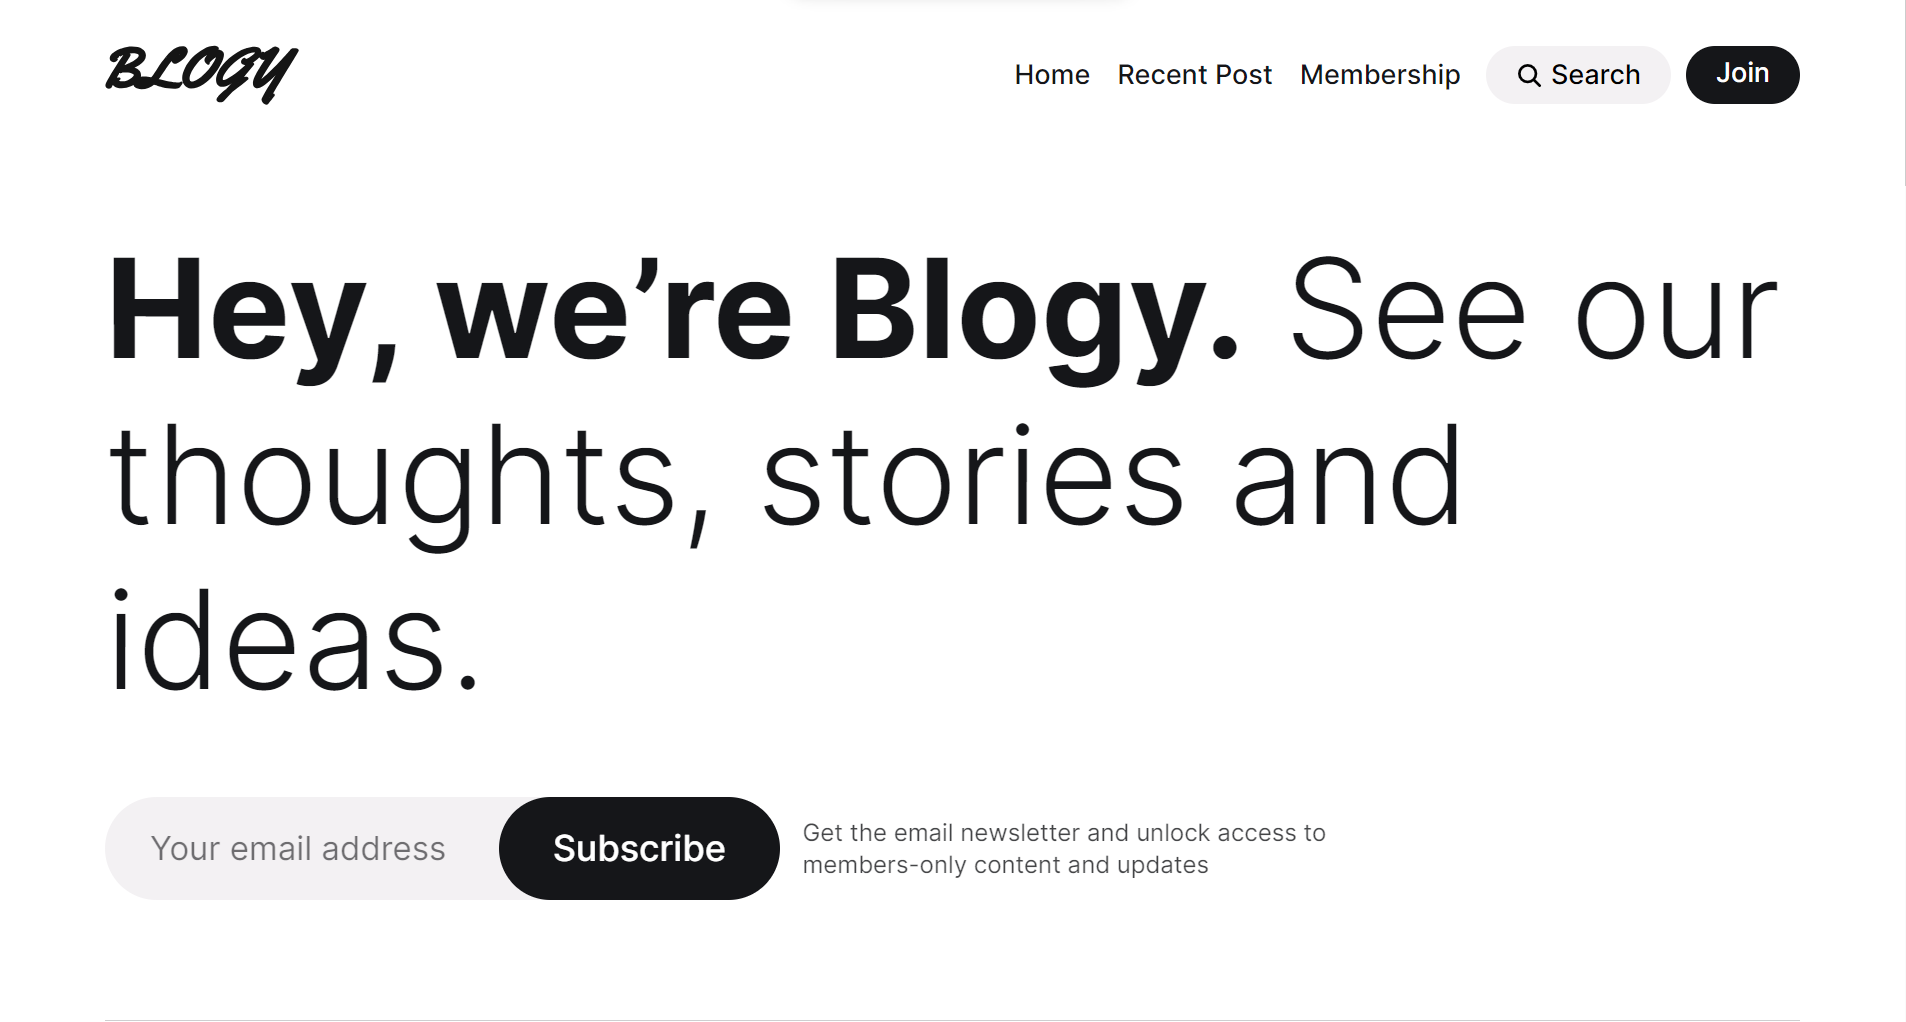 BLOGY
Home Recent Post Membership Search Join
Hey, we’re Blogy. See our
thoughts, stories and
ideas.
Your email address Subscribe
Get the email newsletter and unlock access to
members-only content and updates